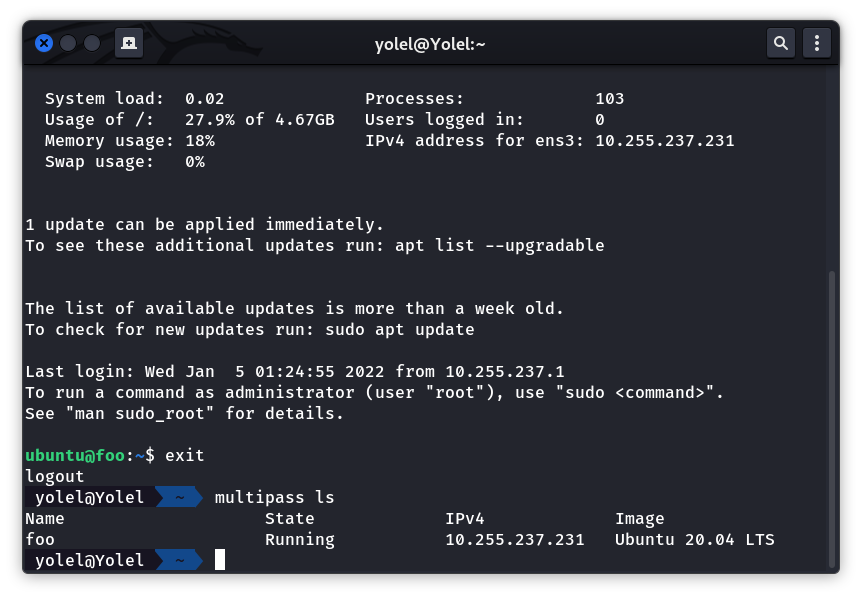 yolel@Yolel:~
System load: 0.02 Processes: 103
Usage of /: 27.9% of 4.67GB Users logged in: 0
Memory usage: 18% IPv4 address for ens3: 10.255.237.231
Swap usage: 0%
1 update can be applied immediately.
To see these additional updates run: apt list --upgradable
The list of available updates is more than a week old.
To check for new updates run: sudo apt update
Last login: Wed Jan  5 01:24:55 2022 from 10.255.237.1
To run a command as administrator (user "root"), use "sudo <command>".
See "man sudo_root" for details.
ubuntu@foo:~$ exit
logout
yolel@Yolel ~ multipass ls
Name State IPv4 Image
foo Running 10.255.237.231 Ubuntu 20.04 LTS
yolel@Yolel ~